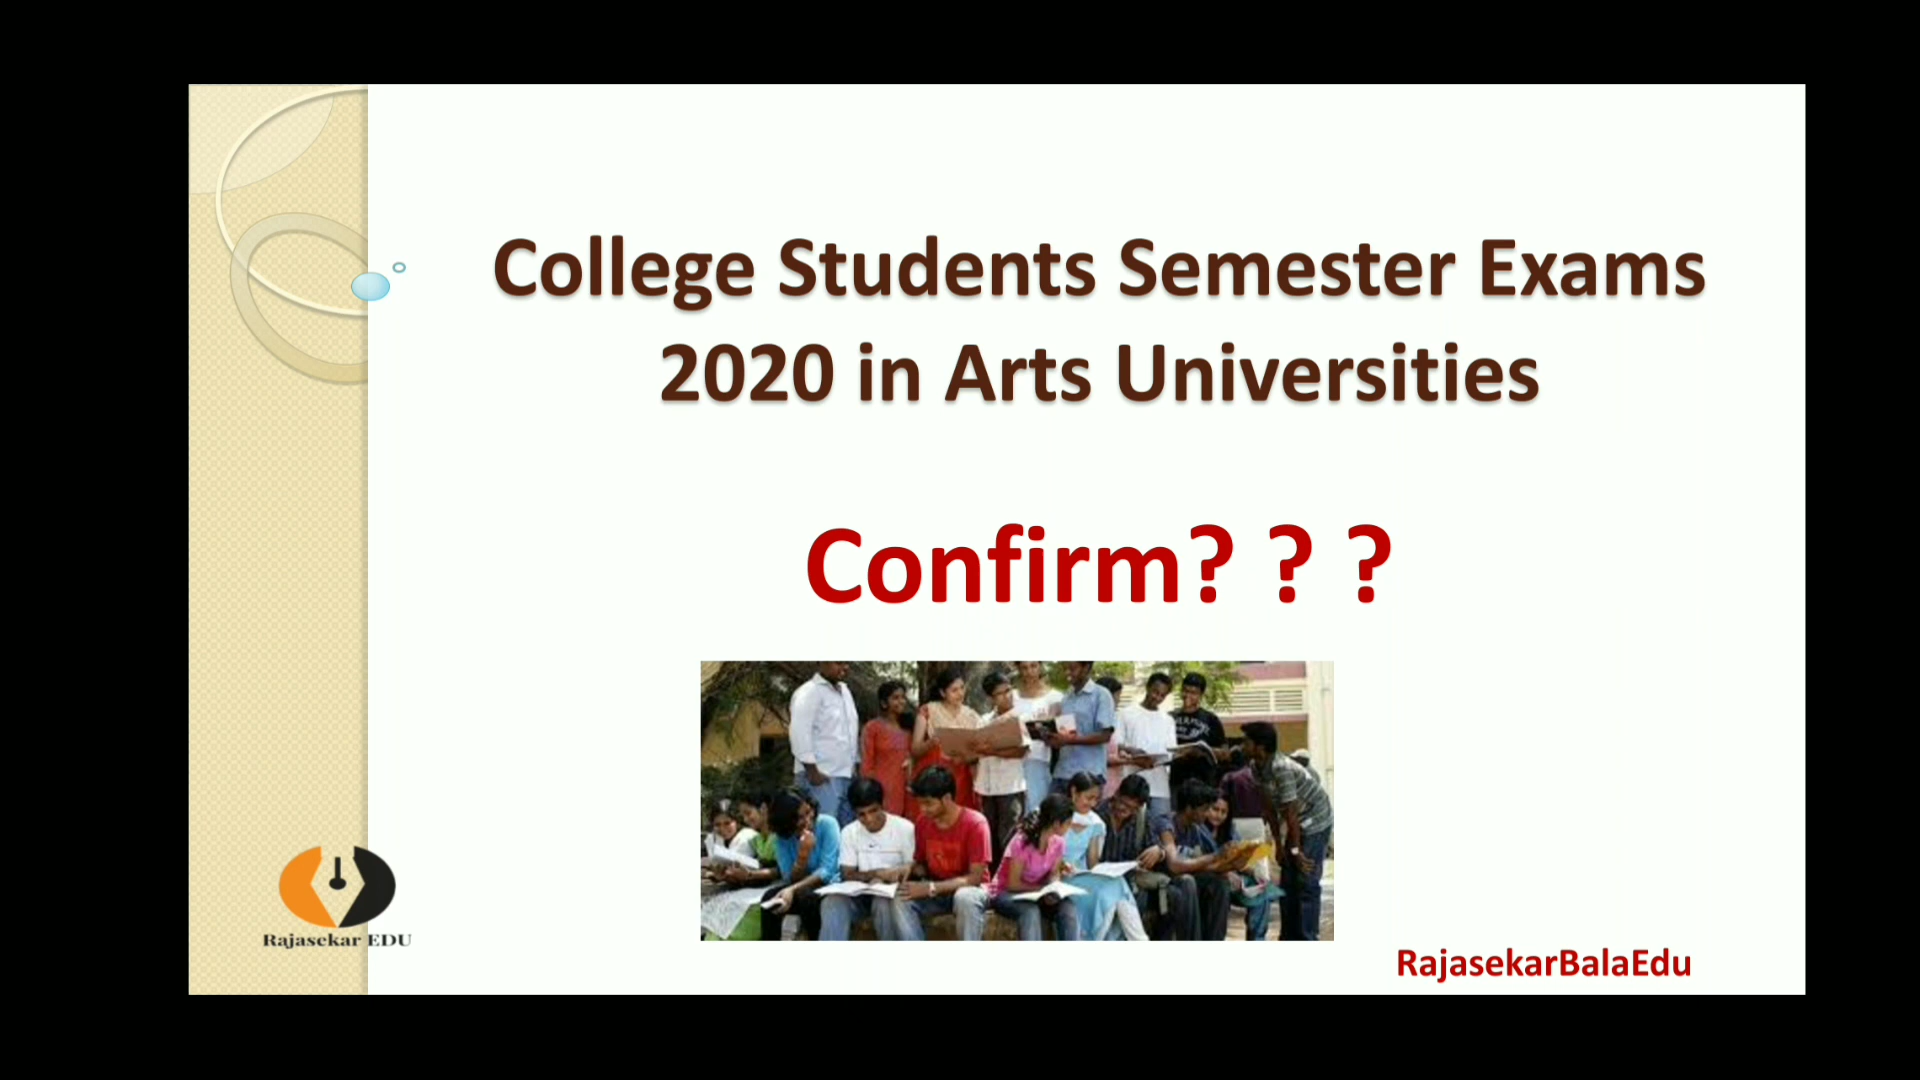 College Students Semester Exams
2020 in Arts Universities
Confirm? ? ?
Rajasekar EDU
RajasekarBalaEdu